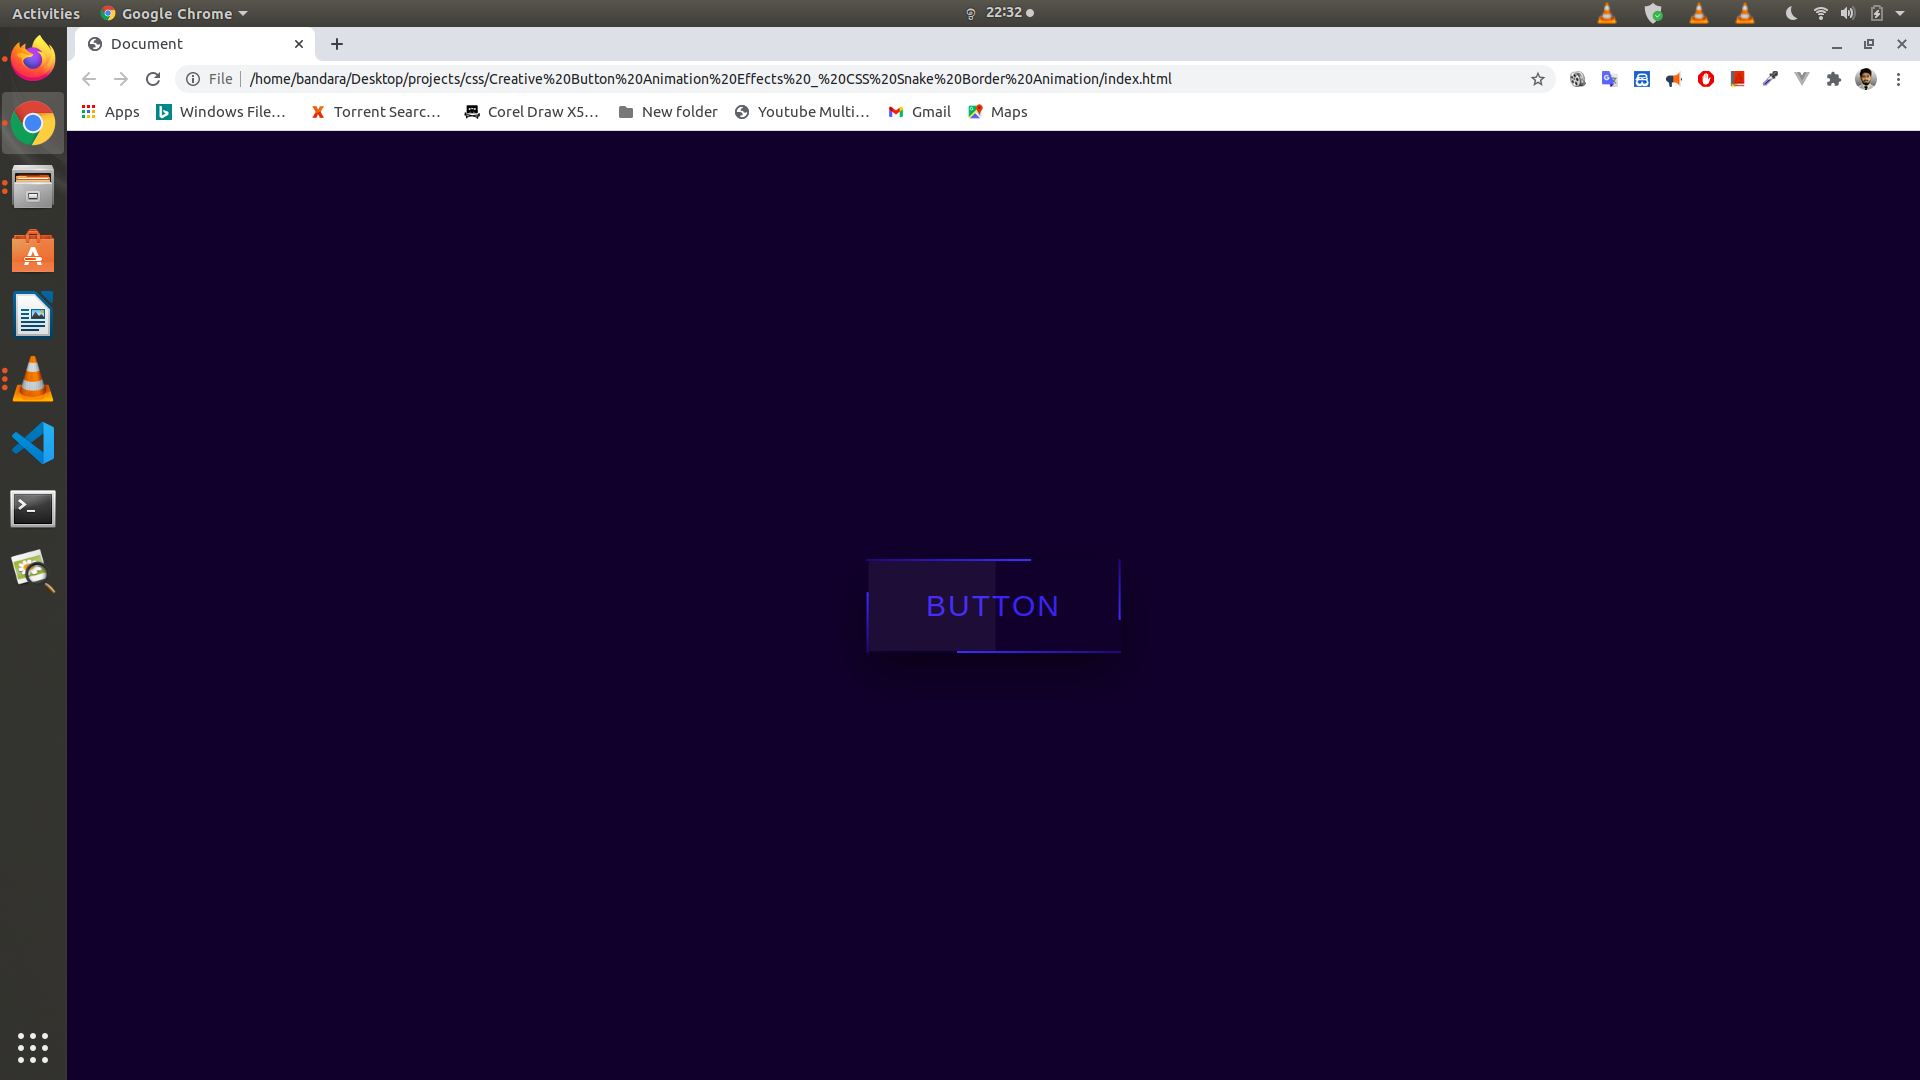 Activities Google Chrome 22:32
Document
File /home/bandara/Desktop/projects/css/Creative%20Button%20Animation%20Effects%20_%20CSS%20Snake%20Border%20Animation/index.html
Apps Windows File... Torrent Searc... Corel Draw X5... New folder Youtube Multi... Gmail Maps
BUTTON